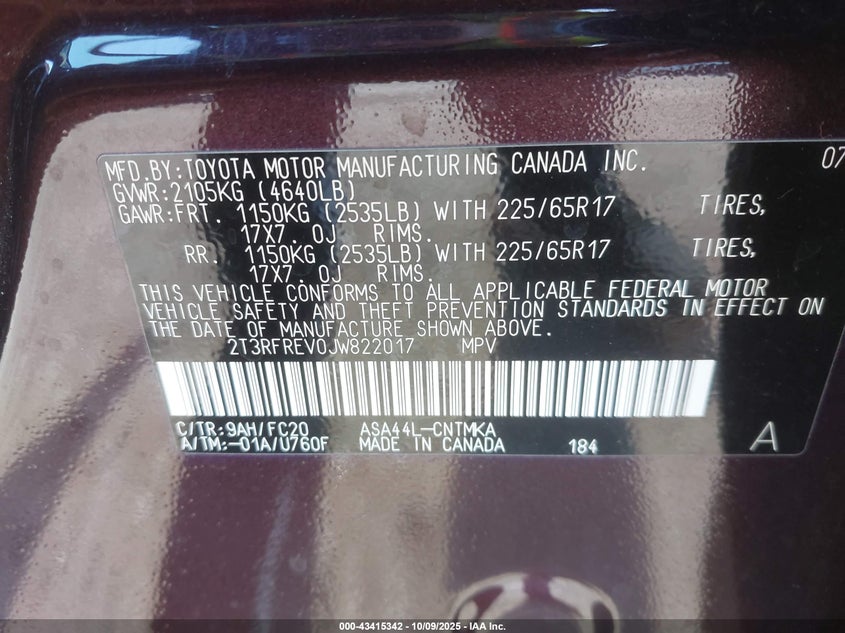 MFD.BY:TOYOTA MOTOR MANUFACTURING CANADA INC. 07
GVWR:2105KG (4640LB)
GAWR:FRT. 1150KG (2535LB) WITH 225/65R17 TIRES,
17X7.0J RIMS.
RR. 1150KG (2535LB) WITH 225/65R17 TIRES,
17X7.0J RIMS.
THIS VEHICLE CONFORMS TO ALL APPLICABLE FEDERAL MOTOR
VEHICLE SAFETY AND THEFT PREVENTION STANDARDS IN EFFECT ON
THE DATE OF MANUFACTURE SHOWN ABOVE.
2T3RFREV0JW822017 MPV
C/TR:9AH/FC20 ASA44L-CNTMKA
A/TM:-01A/U760F MADE IN CANADA 184 A
000-43415342 | 10/09/2025 | IAA Inc.